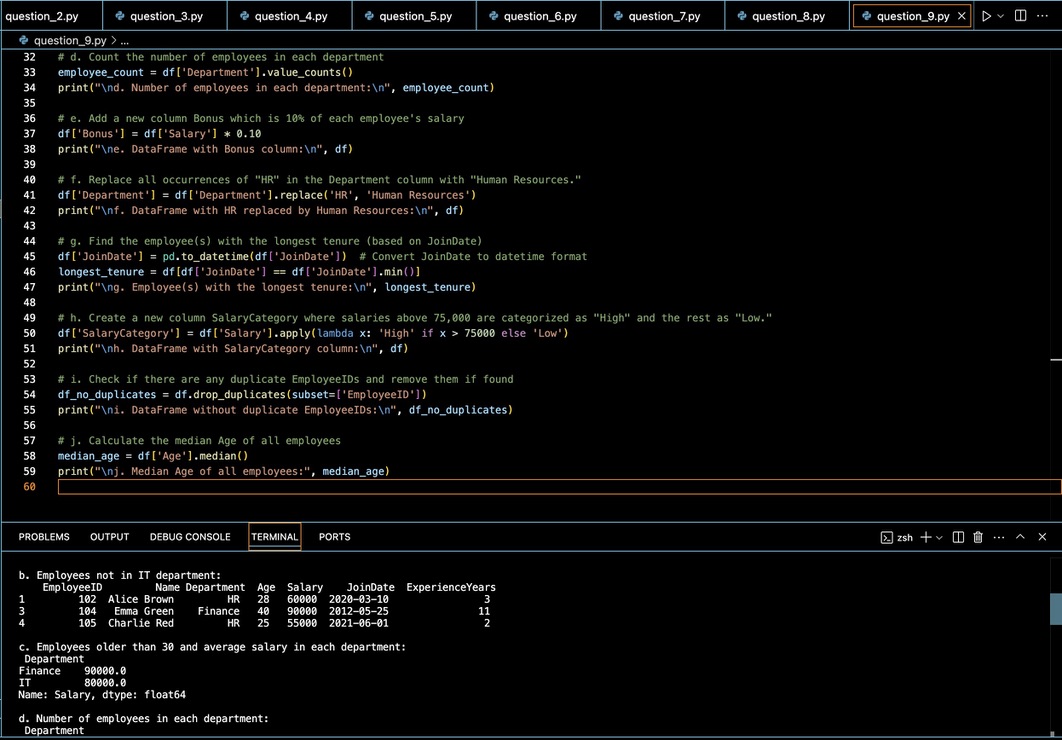 question_2.py question_3.py question_4.py question_5.py question_6.py question_7.py question_8.py question_9.py
question_9.py > ...
32 # d. Count the number of employees in each department
33 employee_count = df['Department'].value_counts()
34 print("\nd. Number of employees in each department:\n", employee_count)
35
36 # e. Add a new column Bonus which is 10% of each employee's salary
37 df['Bonus'] = df['Salary'] * 0.10
38 print("\ne. DataFrame with Bonus column:\n", df)
39
40 # f. Replace all occurrences of "HR" in the Department column with "Human Resources."
41 df['Department'] = df['Department'].replace('HR', 'Human Resources')
42 print("\nf. DataFrame with HR replaced by Human Resources:\n", df)
43
44 # g. Find the employee(s) with the longest tenure (based on JoinDate)
45 df['JoinDate'] = pd.to_datetime(df['JoinDate'])  # Convert JoinDate to datetime format
46 longest_tenure = df[df['JoinDate'] == df['JoinDate'].min()]
47 print("\ng. Employee(s) with the longest tenure:\n", longest_tenure)
48
49 # h. Create a new column SalaryCategory where salaries above 75,000 are categorized as "High" and the rest as "Low."
50 df['SalaryCategory'] = df['Salary'].apply(lambda x: 'High' if x > 75000 else 'Low')
51 print("\nh. DataFrame with SalaryCategory column:\n", df)
52
53 # i. Check if there are any duplicate EmployeeIDs and remove them if found
54 df_no_duplicates = df.drop_duplicates(subset=['EmployeeID'])
55 print("\ni. DataFrame without duplicate EmployeeIDs:\n", df_no_duplicates)
56
57 # j. Calculate the median Age of all employees
58 median_age = df['Age'].median()
59 print("\nj. Median Age of all employees:", median_age)
60
PROBLEMS OUTPUT DEBUG CONSOLE TERMINAL PORTS zsh
b. Employees not in IT department:
EmployeeID Name Department Age Salary JoinDate ExperienceYears
1 102 Alice Brown HR 28 60000 2020-03-10 3
3 104 Emma Green Finance 40 90000 2012-05-25 11
4 105 Charlie Red HR 25 55000 2021-06-01 2
c. Employees older than 30 and average salary in each department:
Department
Finance 90000.0
IT 80000.0
Name: Salary, dtype: float64
d. Number of employees in each department:
Department